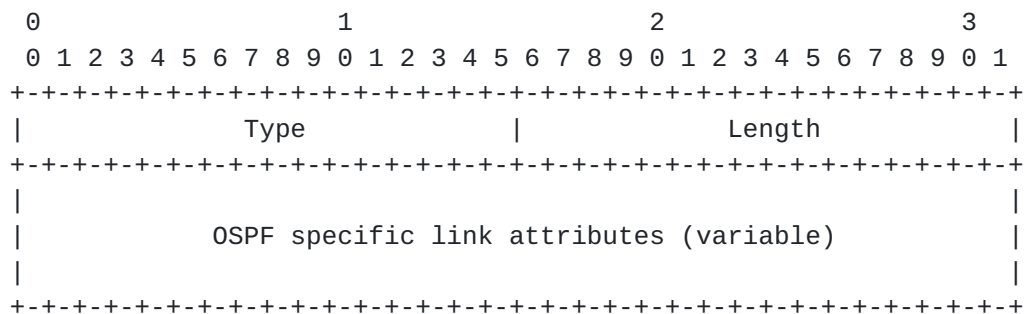 0                   1                   2                   3
 0 1 2 3 4 5 6 7 8 9 0 1 2 3 4 5 6 7 8 9 0 1 2 3 4 5 6 7 8 9 0 1
+-+-+-+-+-+-+-+-+-+-+-+-+-+-+-+-+-+-+-+-+-+-+-+-+-+-+-+-+-+-+-+-+
|              Type             |             Length            |
+-+-+-+-+-+-+-+-+-+-+-+-+-+-+-+-+-+-+-+-+-+-+-+-+-+-+-+-+-+-+-+-+
|                                                               |
|            OSPF specific link attributes (variable)           |
|                                                               |
+-+-+-+-+-+-+-+-+-+-+-+-+-+-+-+-+-+-+-+-+-+-+-+-+-+-+-+-+-+-+-+-+